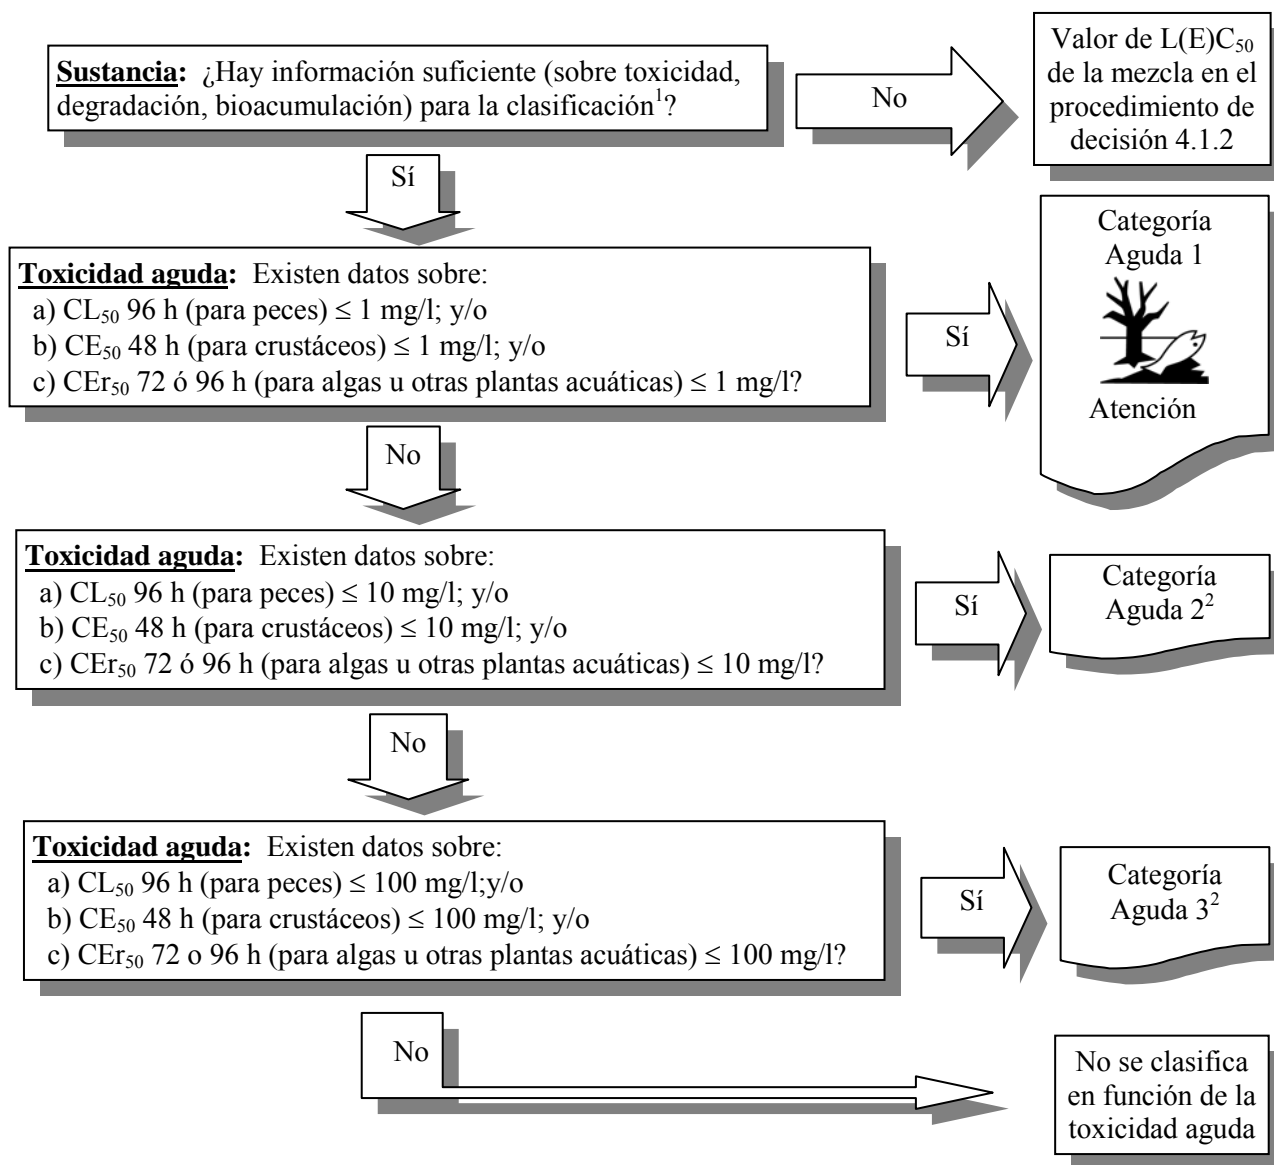 Sustancia: ¿Hay información suficiente (sobre toxicidad,
degradación, bioacumulación) para la clasificación¹?
No
Valor de L(E)C₅₀
de la mezcla en el
procedimiento de
decisión 4.1.2
Sí
Toxicidad aguda: Existen datos sobre:
a) CL₅₀ 96 h (para peces) ≤ 1 mg/l; y/o
b) CE₅₀ 48 h (para crustáceos) ≤ 1 mg/l; y/o
c) CEr₅₀ 72 ó 96 h (para algas u otras plantas acuáticas) ≤ 1 mg/l?
Sí
Categoría
Aguda 1
Atención
No
Toxicidad aguda: Existen datos sobre:
a) CL₅₀ 96 h (para peces) ≤ 10 mg/l; y/o
b) CE₅₀ 48 h (para crustáceos) ≤ 10 mg/l; y/o
c) CEr₅₀ 72 ó 96 h (para algas u otras plantas acuáticas) ≤ 10 mg/l?
Sí
Categoría
Aguda 2²
No
Toxicidad aguda: Existen datos sobre:
a) CL₅₀ 96 h (para peces) ≤ 100 mg/l;y/o
b) CE₅₀ 48 h (para crustáceos) ≤ 100 mg/l; y/o
c) CEr₅₀ 72 o 96 h (para algas u otras plantas acuáticas) ≤ 100 mg/l?
Sí
Categoría
Aguda 3²
No
No se clasifica
en función de la
toxicidad aguda